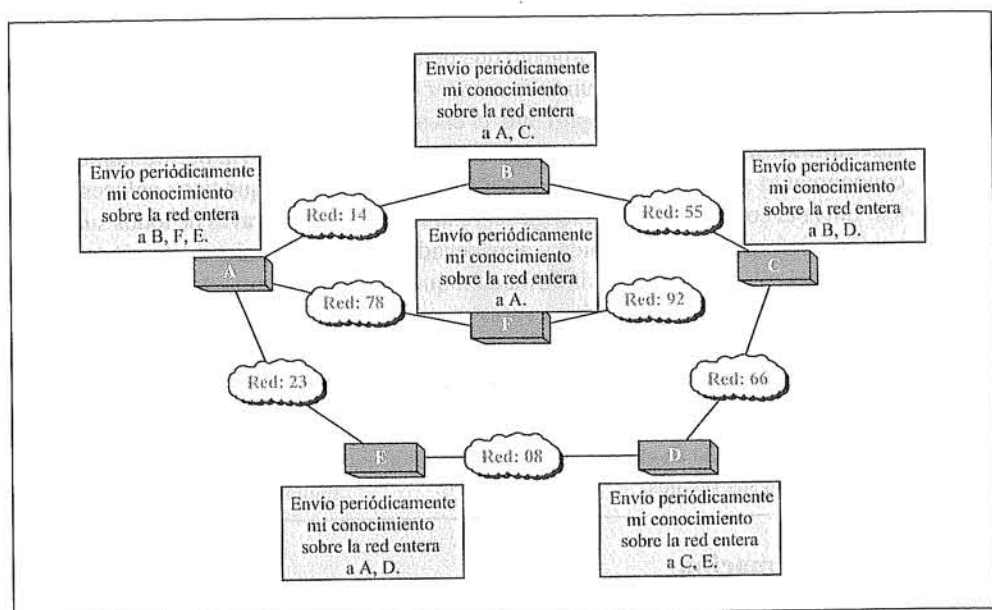 Envío periódicamente
mi conocimiento
sobre la red entera
a A, C.
B
Envío periódicamente
mi conocimiento
sobre la red entera
a B, F, E.
Red: 14
Red: 55
Envío periódicamente
mi conocimiento
sobre la red entera
a B, D.
A
Envío periódicamente
mi conocimiento
sobre la red entera
a A.
C
Red: 78
F
Red: 92
Red: 23
Red: 66
E
Red: 08
D
Envío periódicamente
mi conocimiento
sobre la red entera
a A, D.
Envío periódicamente
mi conocimiento
sobre la red entera
a C, E.